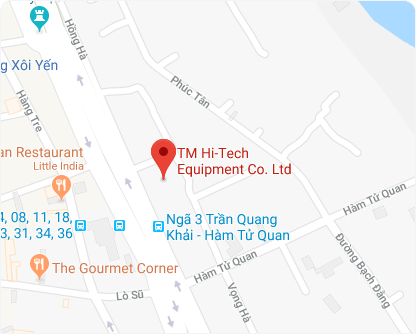 Hồng Hà
g Xôi Yến
Phúc Tân
Hàng Tre
an Restaurant
Little India
TM Hi-Tech
Equipment Co. Ltd
4, 08, 11, 18,
3, 31, 34, 36
Ngã 3 Trần Quang
Khải - Hàm Tử Quan
Hàm Tử Quan
Đường Bạch Đằng
The Gourmet Corner
Hàm Tử Quan
Lò Sũ
Vọng Hà